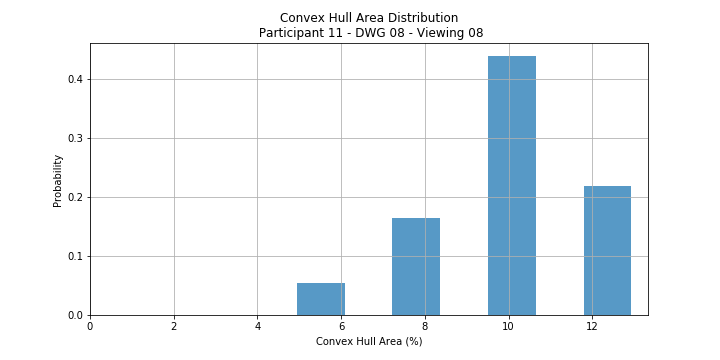 Convex Hull Area Distribution
Participant 11 - DWG 08 - Viewing 08
Probability
0.4
0.3
0.2
0.1
0.0
0 2 4 6 8 10 12
Convex Hull Area (%)